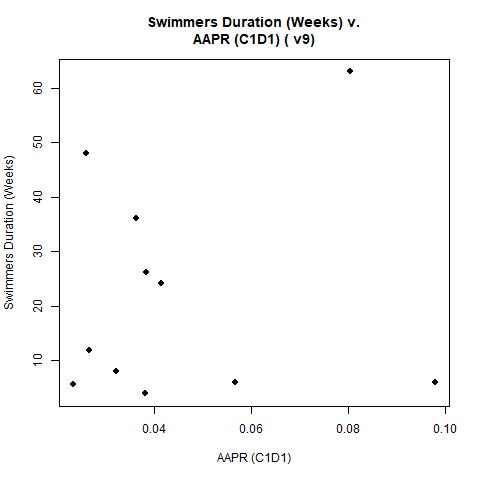 Swimmers Duration (Weeks) v.
AAPR (C1D1) ( v9)
Swimmers Duration (Weeks)
60
50
40
30
20
10
0.04 0.06 0.08 0.10
AAPR (C1D1)